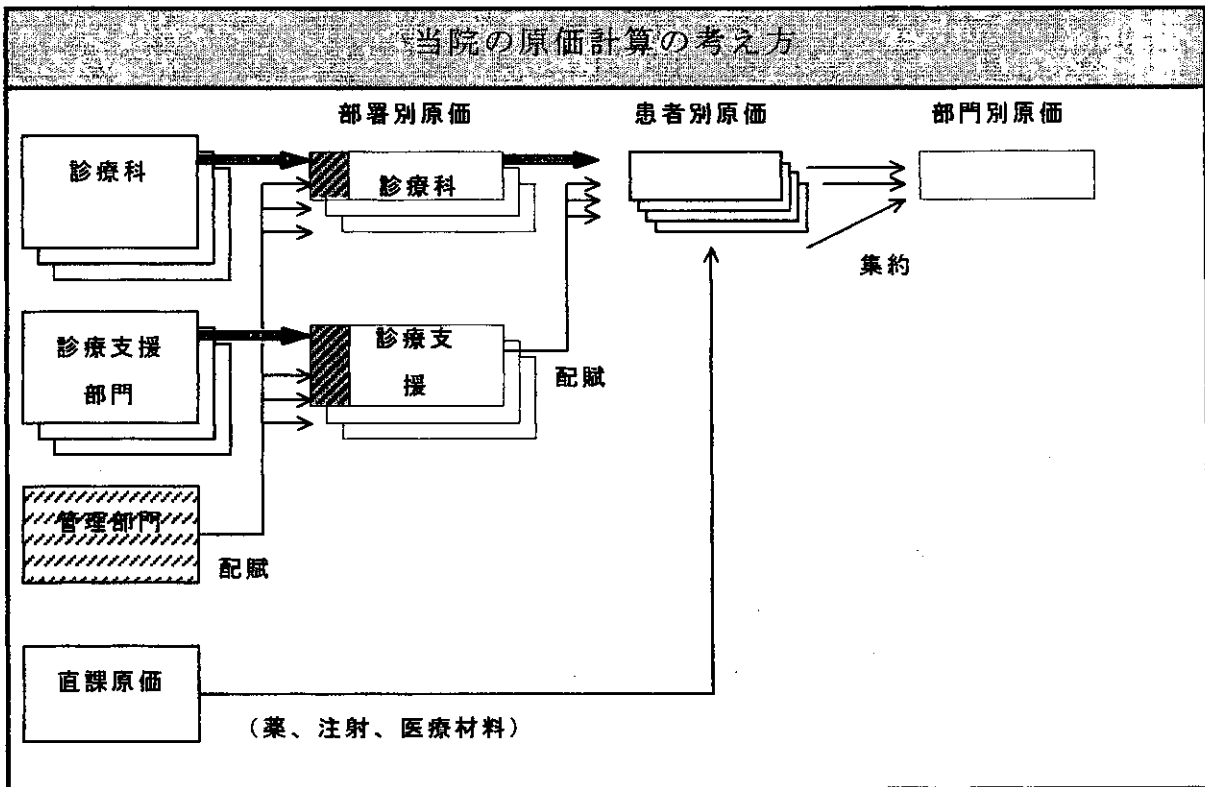 当院の原価計算の考え方
部署別原価
患者別原価
部門別原価
診療科
診療科
集約
診療支援
部門
診療支
援
配賦
管理部門
配賦
直課原価
（薬、注射、医療材料）